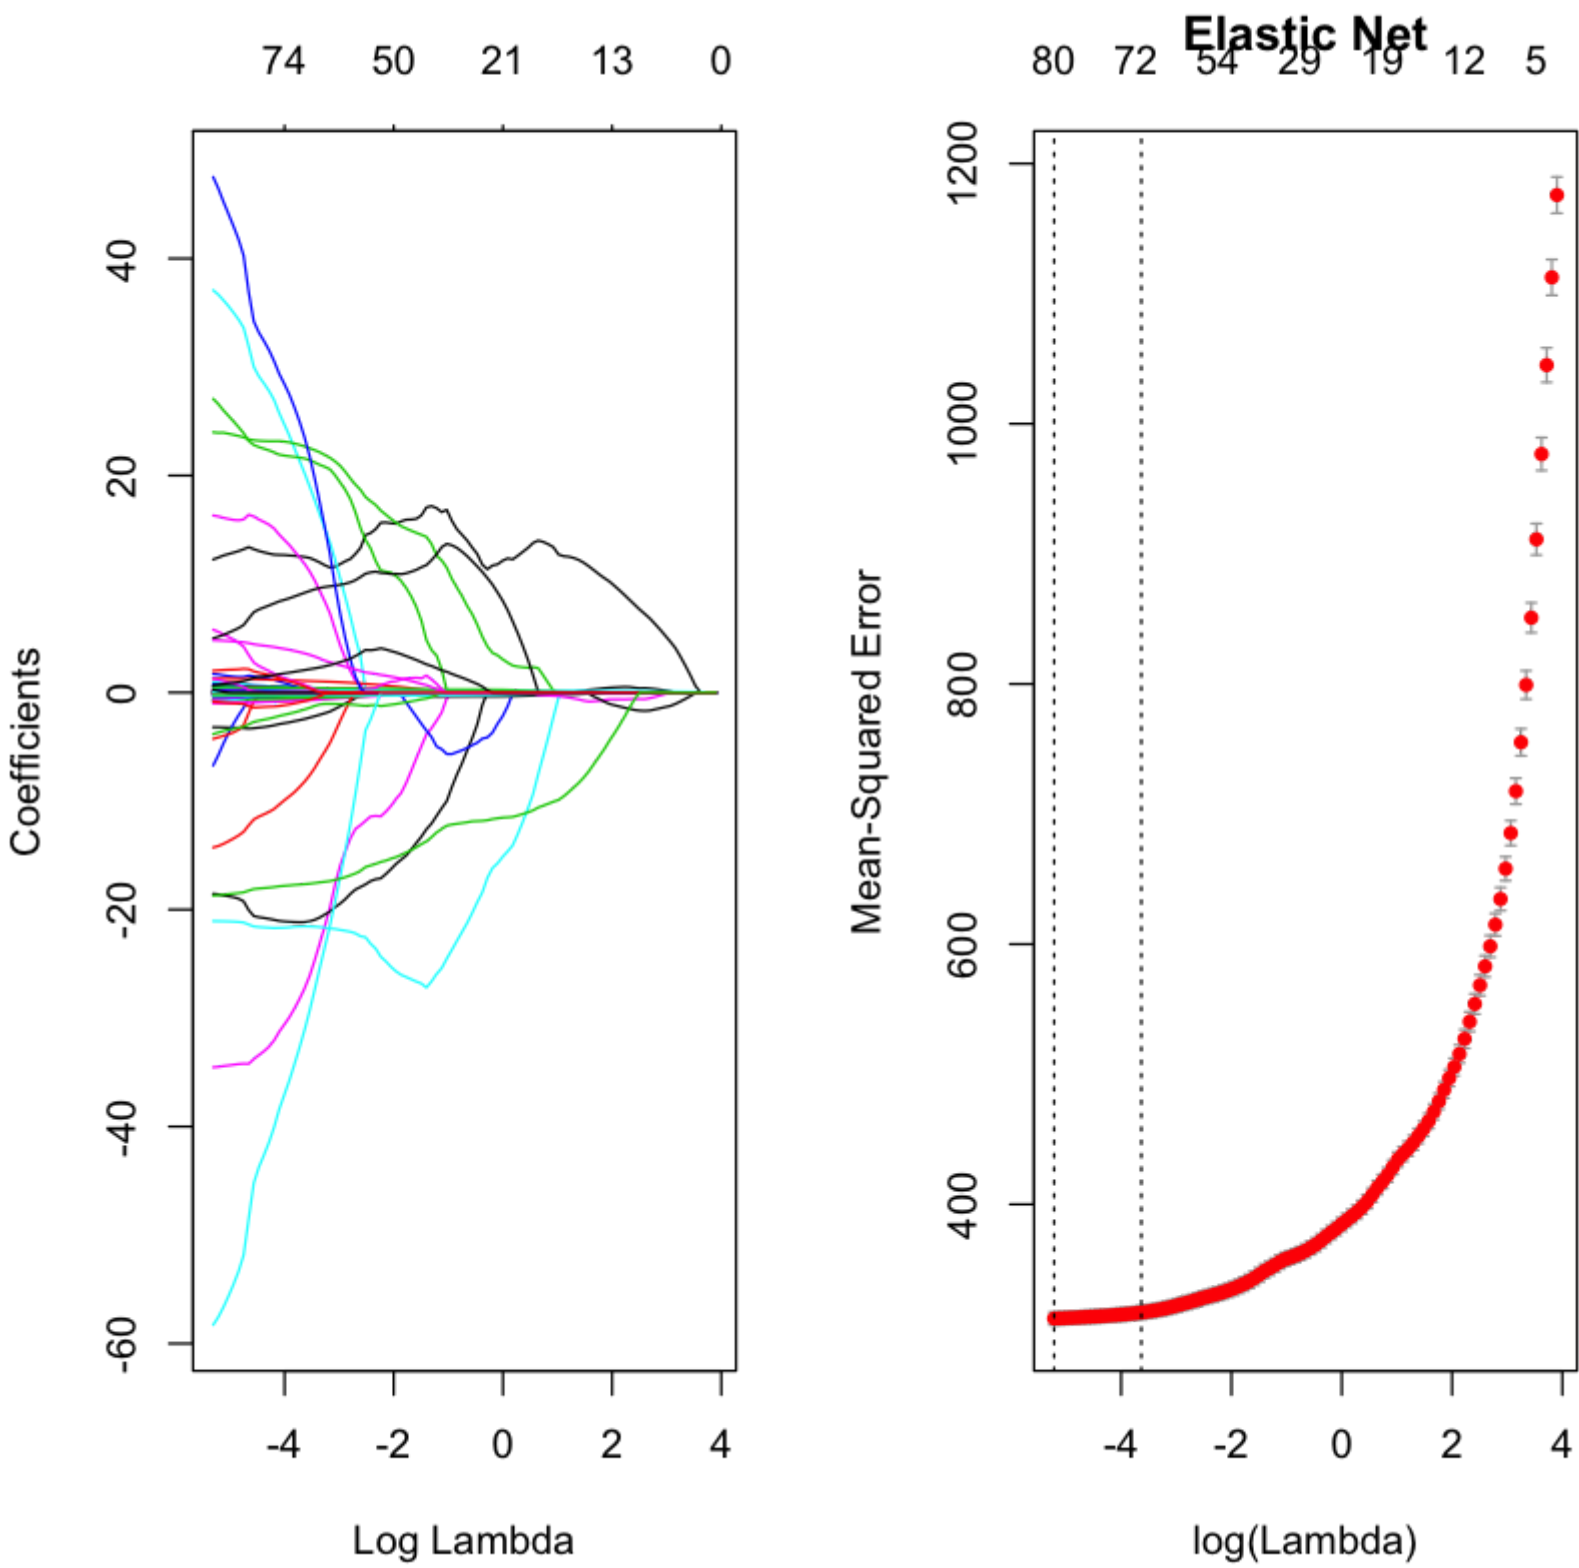 74 50 21 13 0
40
20
0
-20
-40
-60
Coefficients
-4 -2 0 2 4
Log Lambda
Elastic Net
80 72 54 29 19 12 5
1200
1000
800
600
400
Mean-Squared Error
-4 -2 0 2 4
log(Lambda)